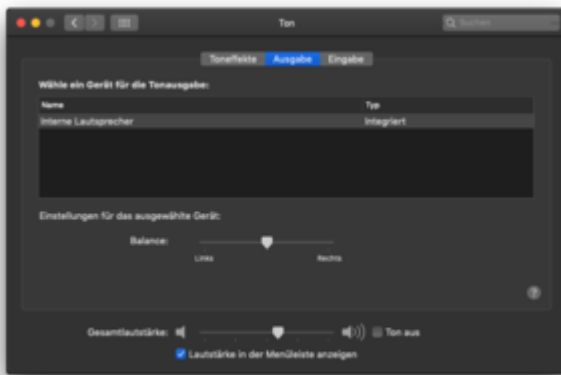 Ton
Suchen
Toneffekte Ausgabe Eingabe
Wähle ein Gerät für die Tonausgabe:
Name Typ
Interne Lautsprecher Integriert
Einstellungen für das ausgewählte Gerät:
Balance:
Links Rechts
?
Gesamtlautstärke: Ton aus
Lautstärke in der Menüleiste anzeigen